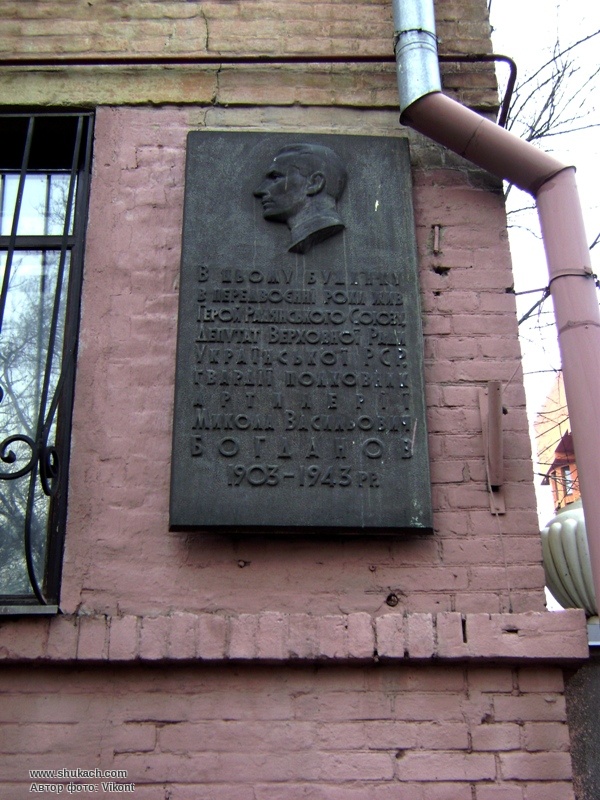 В ЦЬОМУ БУДИНКУ
В ПЕРЕДВОЄННІ РОКИ ЖИВ
ГЕРОЙ РАДЯНСЬКОГО СОЮЗУ,
ДЕПУТАТ ВЕРХОВНОЇ РАДИ
УКРАЇНСЬКОЇ РСР,
ГВАРДІЇ ПОЛКОВНИК
АРТИЛЕРІЇ
МИКОЛА ВАСИЛЬОВИЧ
БОГДАНОВ
1903-1943 РР.
www.shukach.com
Автор фото: Vikont